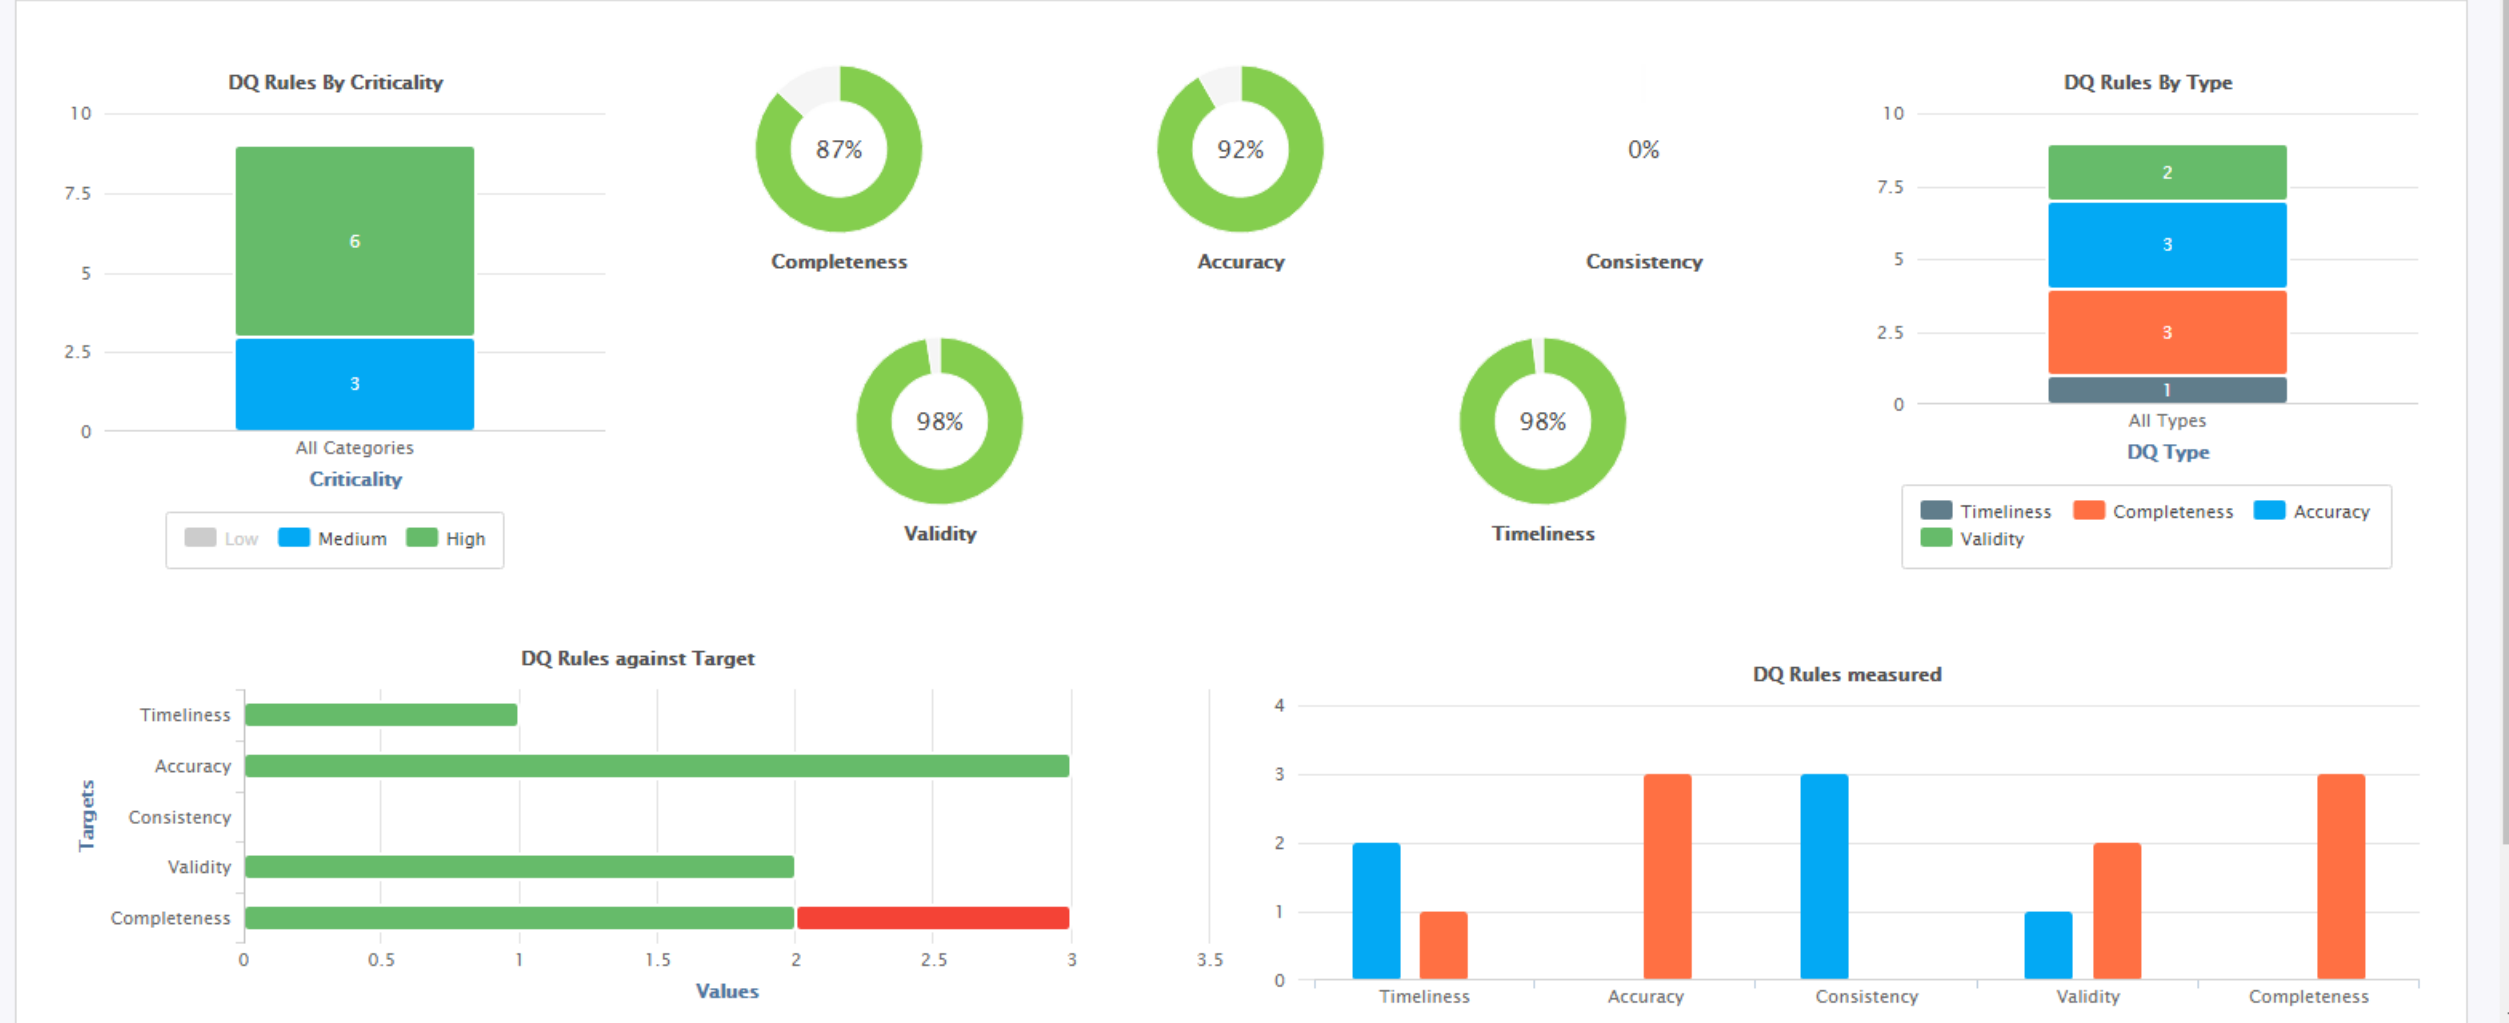 DQ Rules By Criticality
10
7.5
5
2.5
0
6
3
All Categories
Criticality
Low Medium High
87%
Completeness
92%
Accuracy
0%
Consistency
98%
Validity
98%
Timeliness
DQ Rules By Type
10
7.5
5
2.5
0
2
3
3
1
All Types
DQ Type
Timeliness Completeness Accuracy
Validity
DQ Rules against Target
Targets
Timeliness
Accuracy
Consistency
Validity
Completeness
0 0.5 1 1.5 2 2.5 3 3.5
Values
DQ Rules measured
4
3
2
1
0
Timeliness Accuracy Consistency Validity Completeness